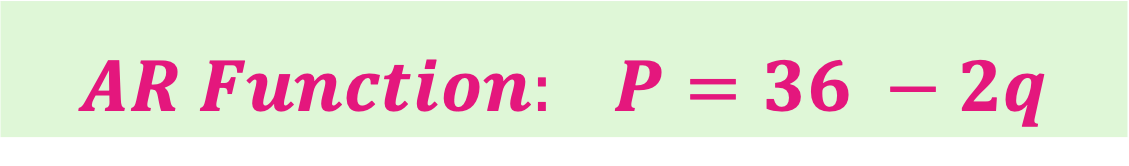 AR Function: P = 36 − 2q